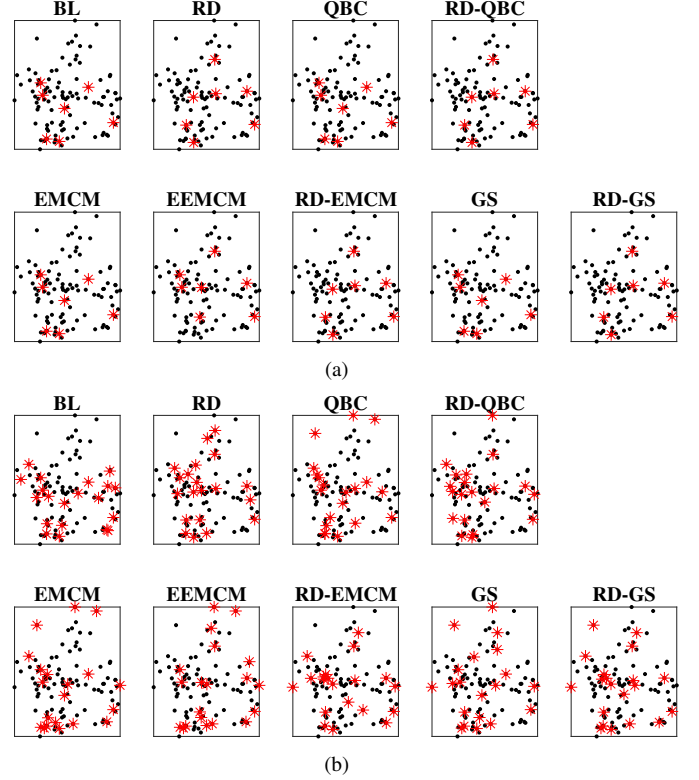 BL RD QBC RD-QBC
EMCM EEMCM RD-EMCM GS RD-GS
(a)
BL RD QBC RD-QBC
EMCM EEMCM RD-EMCM GS RD-GS
(b)